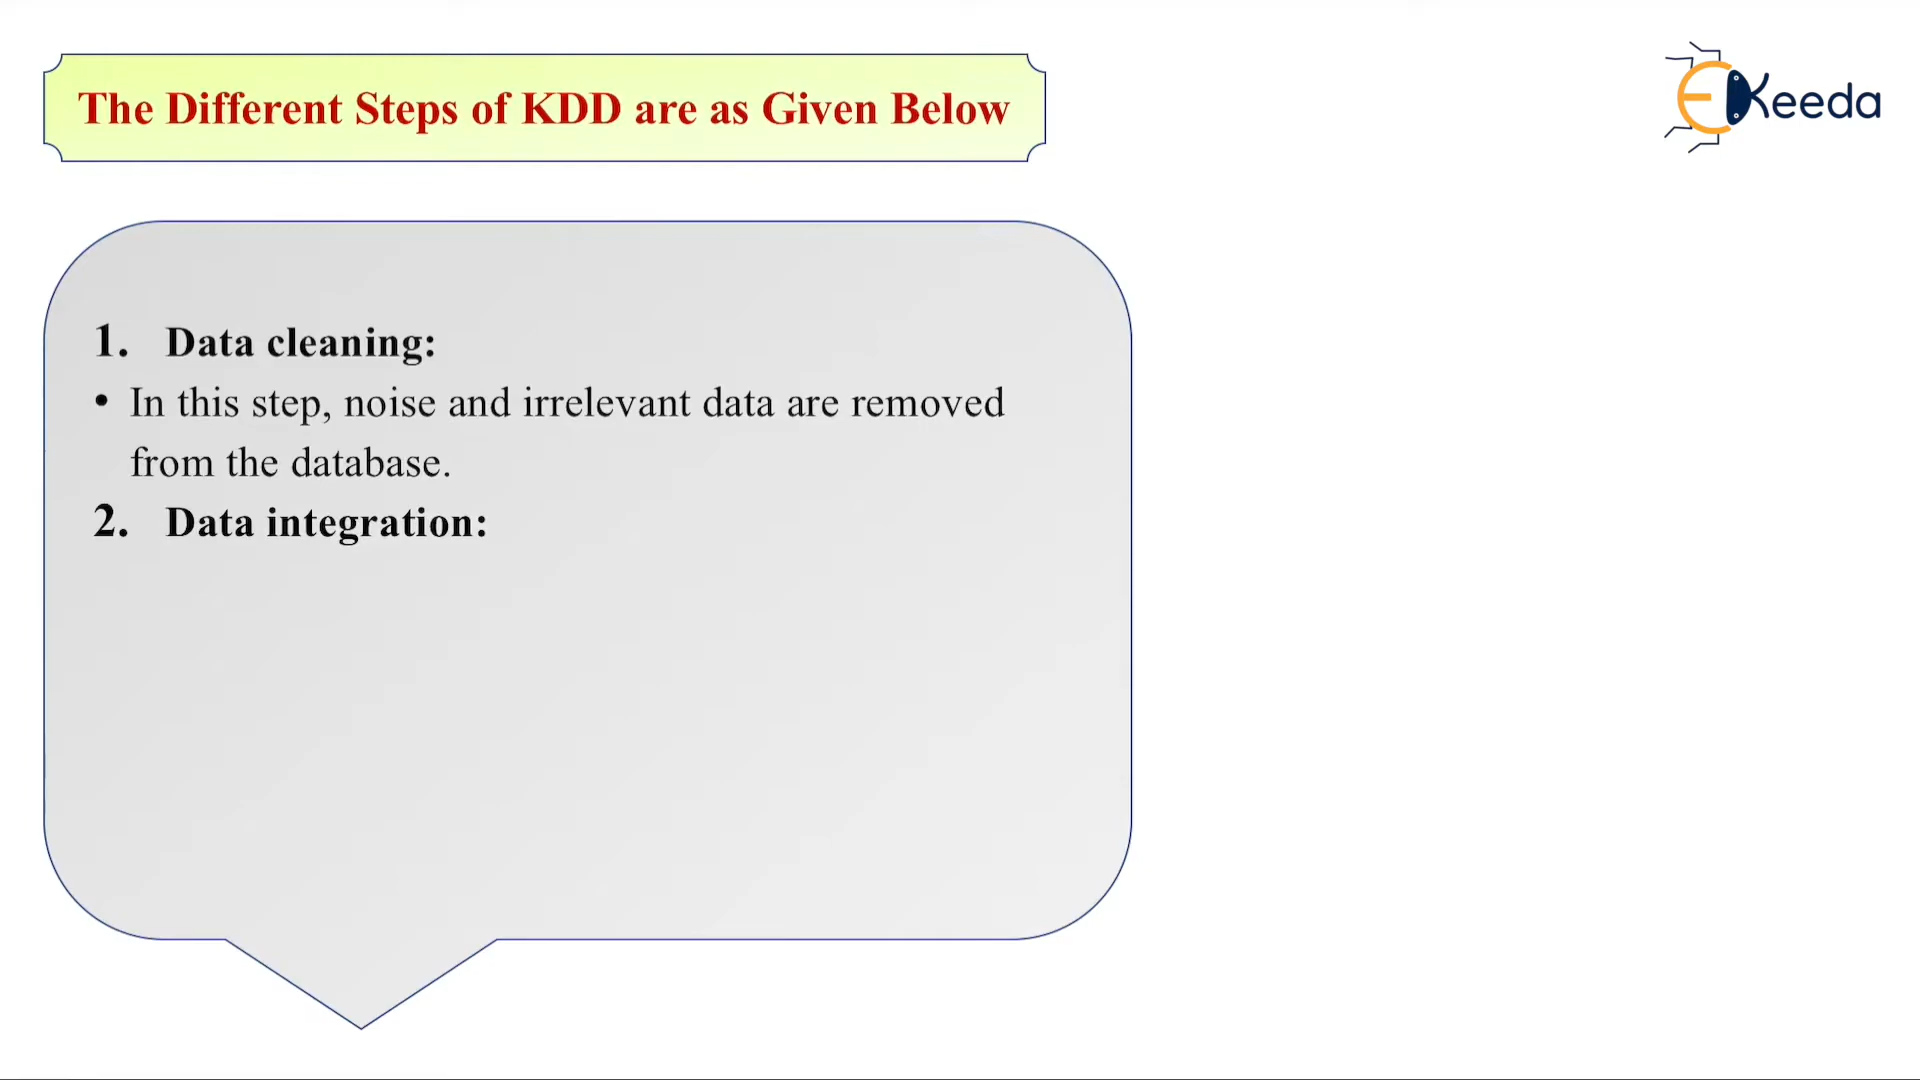 The Different Steps of KDD are as Given Below
EKeeda
1. Data cleaning:
• In this step, noise and irrelevant data are removed
from the database.
2. Data integration: